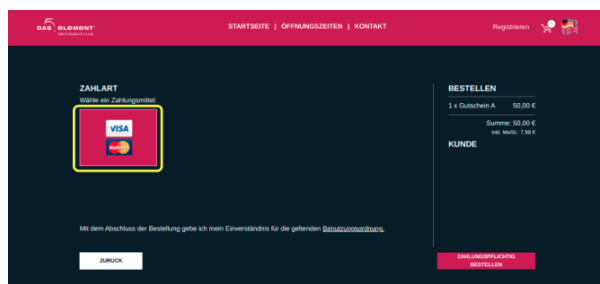 DAS 5. ELEMENT
STARTSEITE | ÖFFNUNGSZEITEN | KONTAKT
Registrieren
ZAHLART
Wähle ein Zahlungsmittel:
VISA
MasterCard
BESTELLEN
1 x Gutschein A 50,00 €
Summe: 50,00 €
inkl. MwSt.: 7,98 €
KUNDE
Mit dem Abschluss der Bestellung gebe ich mein Einverständnis für die geltenden Benutzungsordnung.
ZURÜCK
ZAHLUNGSPFLICHTIG
BESTELLEN